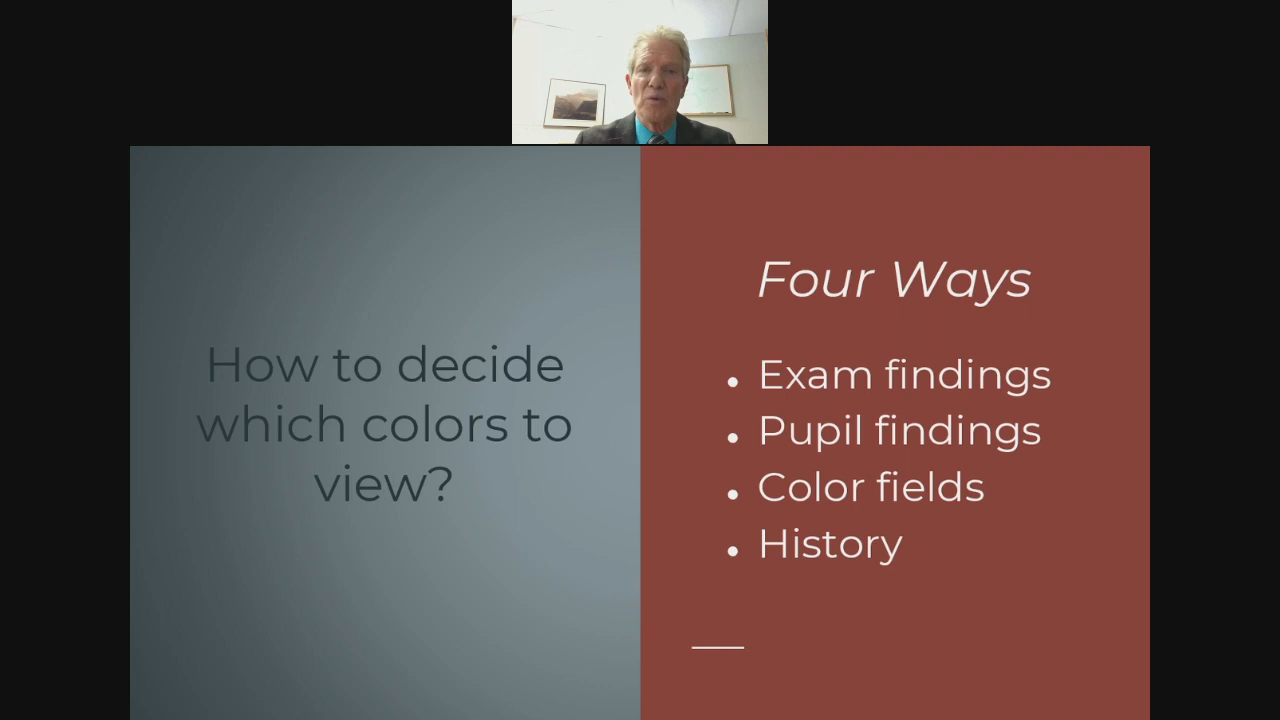 How to decide
which colors to
view?
Four Ways
• Exam findings
• Pupil findings
• Color fields
• History